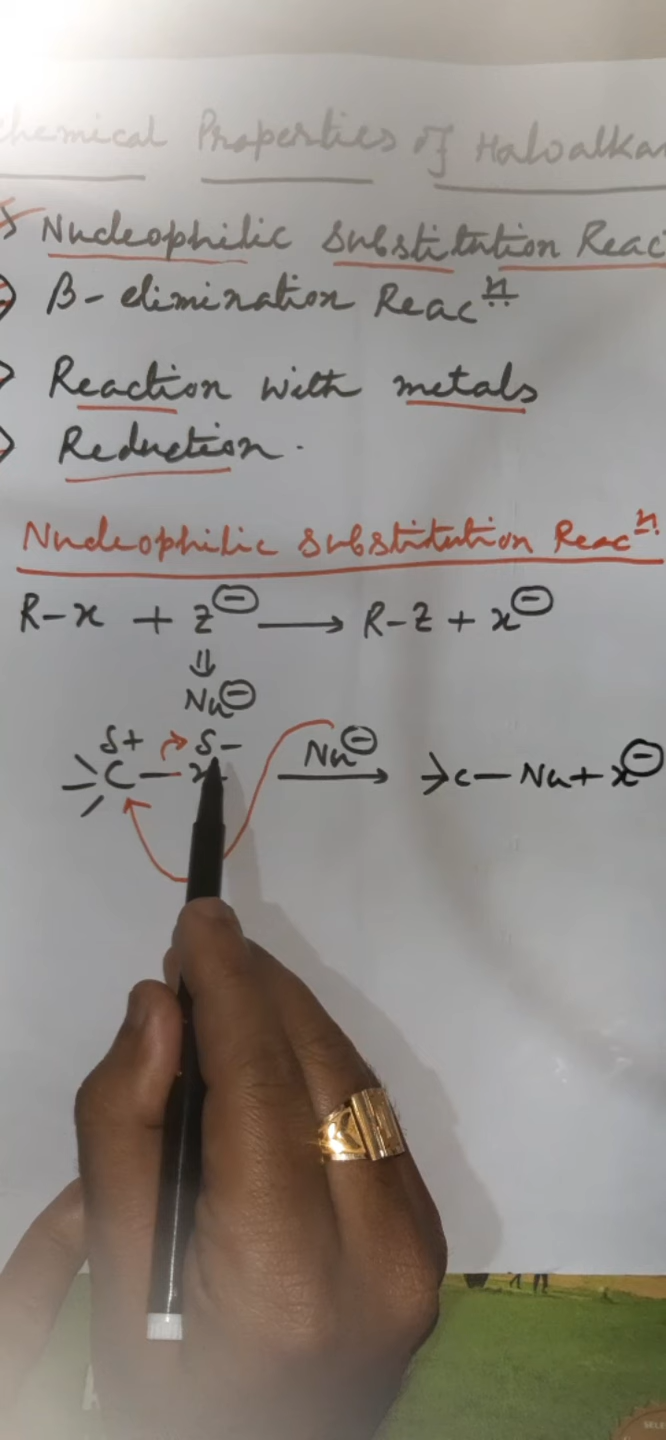 Chemical Properties of Haloalkan
Nucleophilic substitution Reac
β- elimination Reacⁿ
Reaction with metals
Reduction.
Nucleophilic substitution Reacⁿ
R-x + z⊖ → R-Z + x⊖
⇓
Nu⊖
δ+ δ- Nu⊖
C-x → C-Nu + x⊖